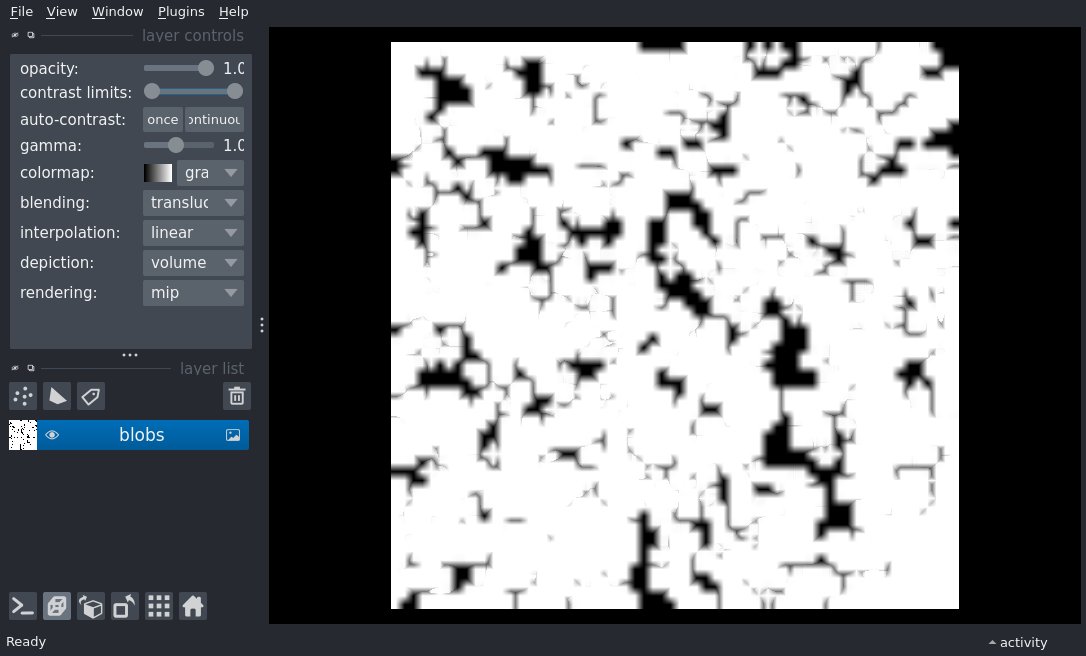 File View Window Plugins Help
layer controls
opacity: 1.0
contrast limits:
auto-contrast: once ontinuou
gamma: 1.0
colormap: gra
blending: transluc
interpolation: linear
depiction: volume
rendering: mip
layer list
blobs
Ready
activity